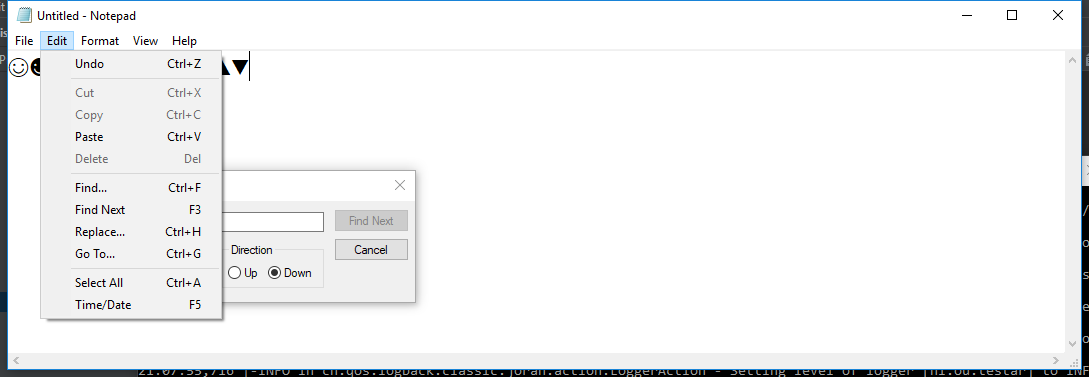 Untitled - Notepad
File Edit Format View Help
Undo Ctrl+Z
Cut Ctrl+X
Copy Ctrl+C
Paste Ctrl+V
Delete Del
Find... Ctrl+F
Find Next F3
Replace... Ctrl+H
Go To... Ctrl+G
Select All Ctrl+A
Time/Date F5
Find Next
Direction
Cancel
Up Down
21:07:55,716 |-INFO in ch.qos.logback.classic.joran.action.LoggerAction - Setting level of logger [nl.ou.testar] to INF